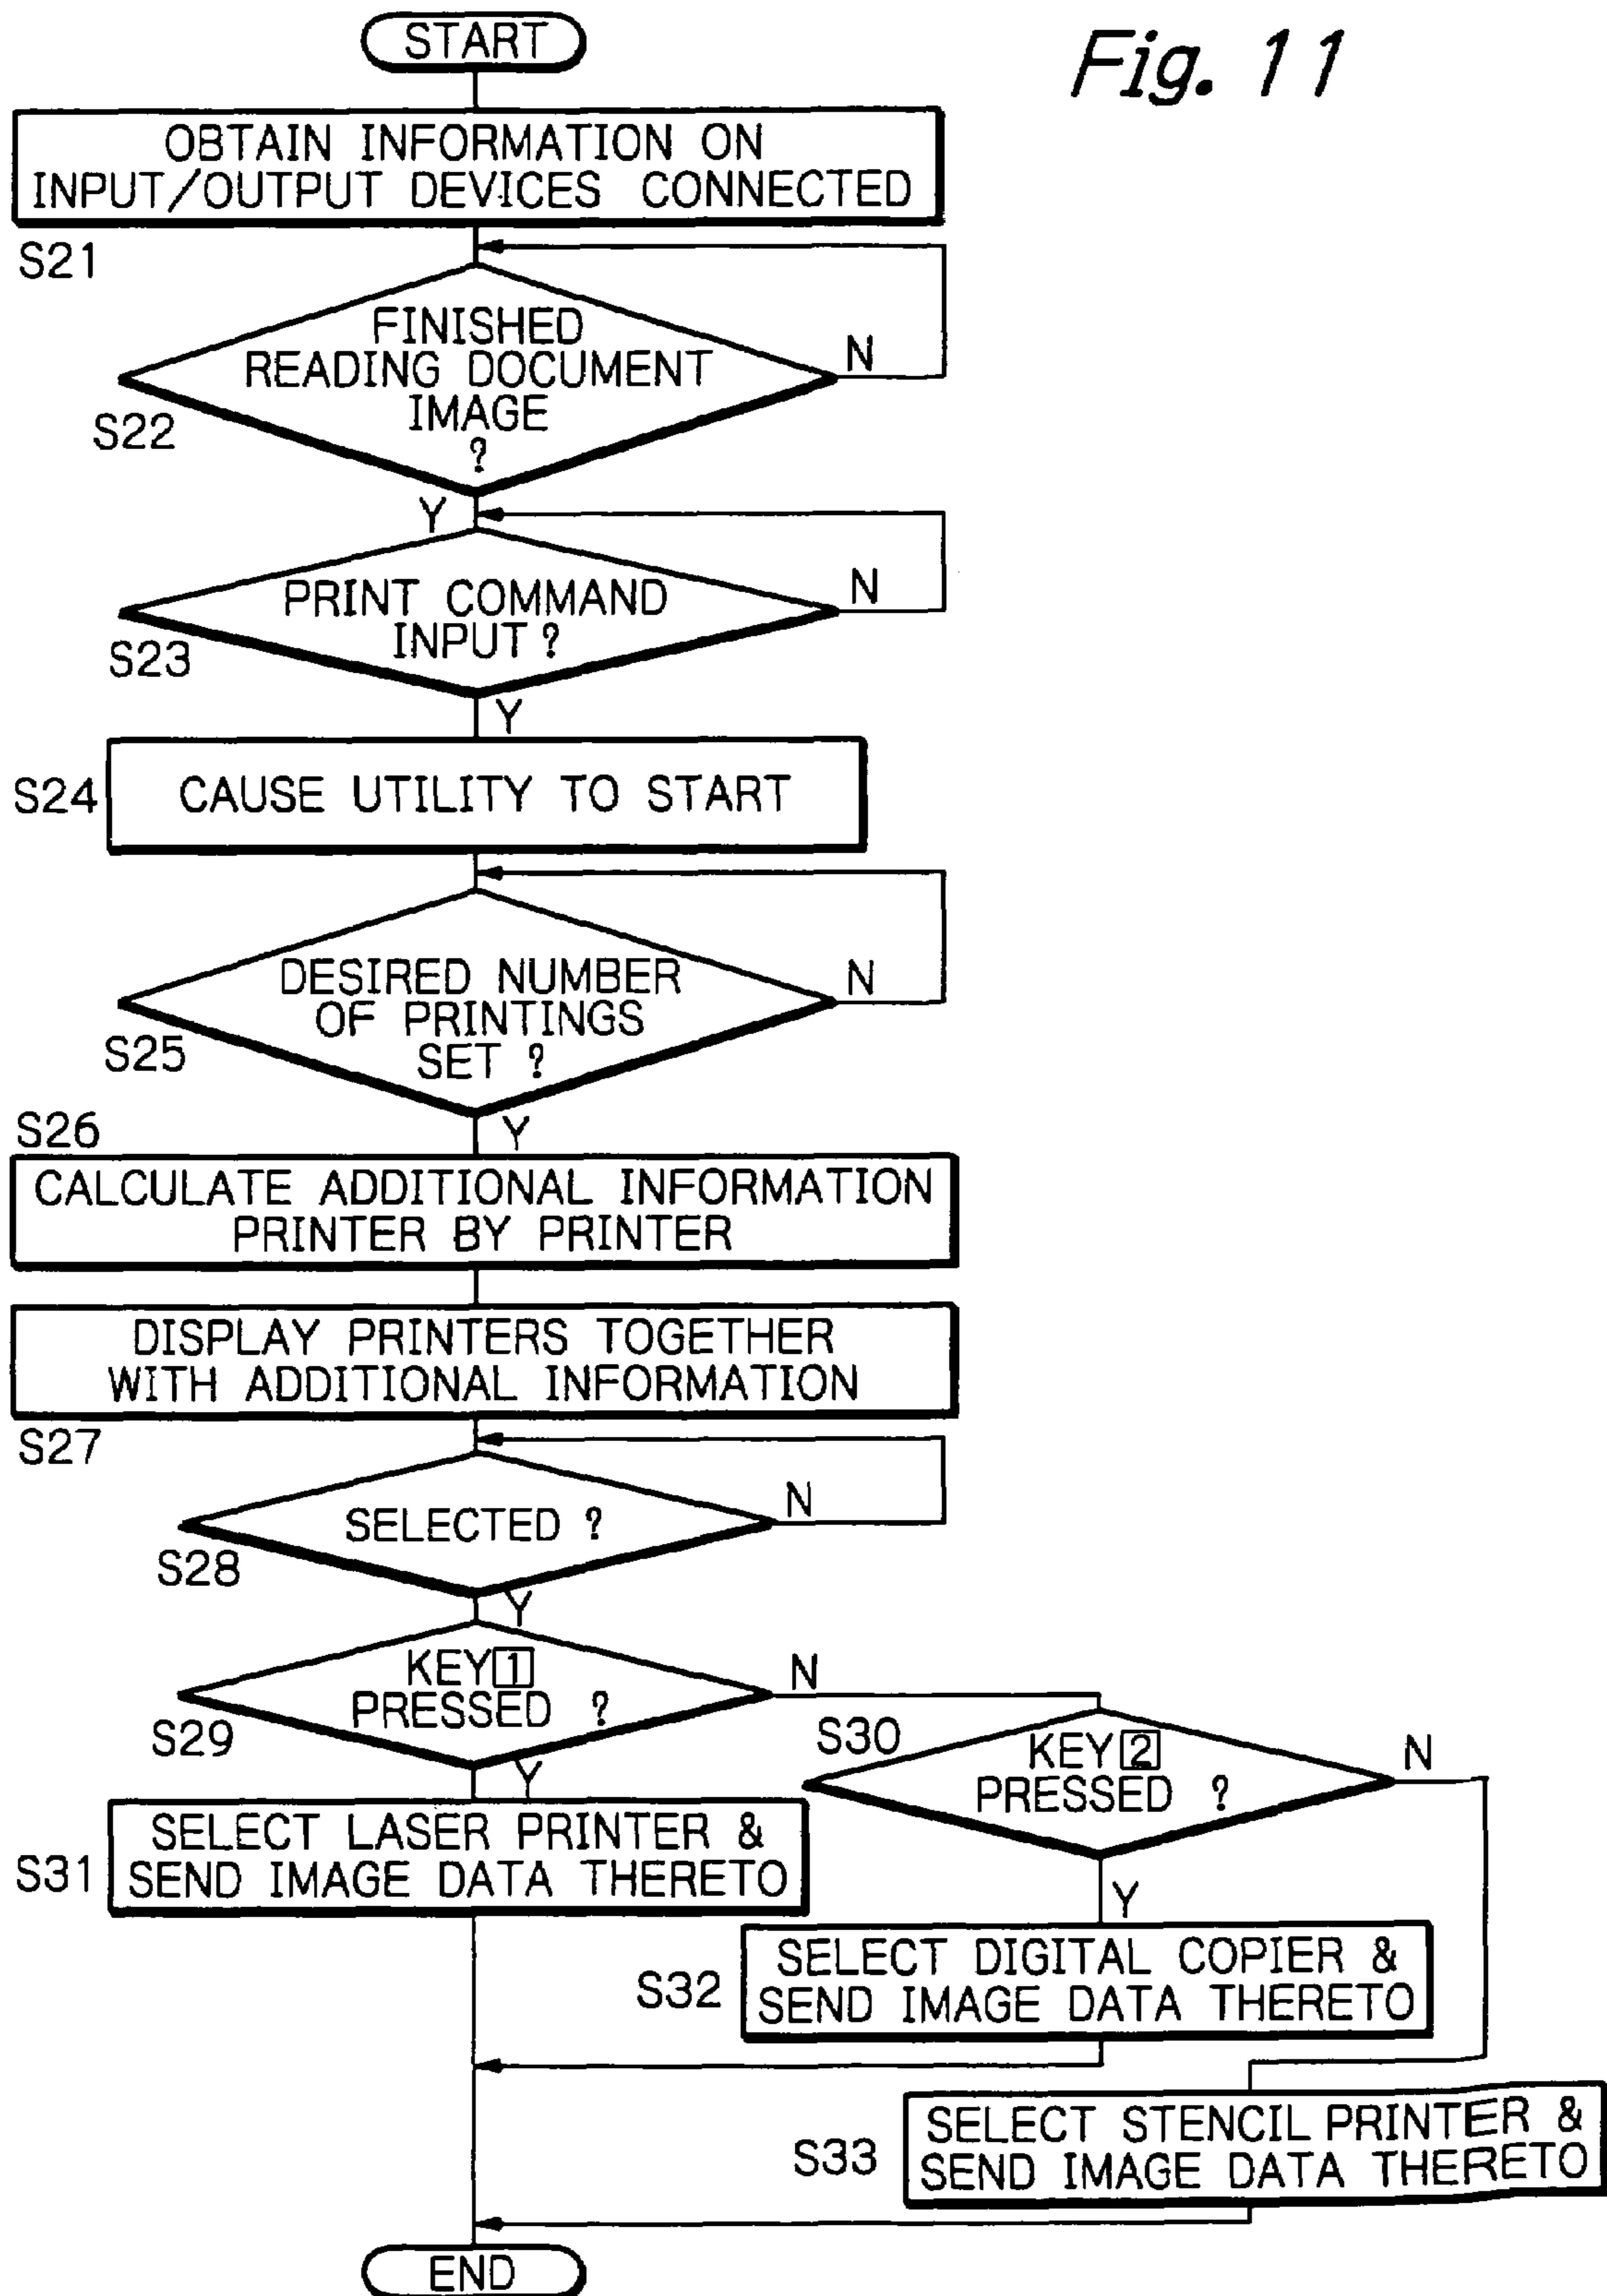 Fig. 11
START
OBTAIN INFORMATION ON
INPUT/OUTPUT DEVICES CONNECTED
S21
FINISHED
READING DOCUMENT
IMAGE
?
N
S22
Y
PRINT COMMAND
INPUT ?
N
S23
Y
S24
CAUSE UTILITY TO START
DESIRED NUMBER
OF PRINTINGS
SET ?
N
S25
Y
S26
CALCULATE ADDITIONAL INFORMATION
PRINTER BY PRINTER
DISPLAY PRINTERS TOGETHER
WITH ADDITIONAL INFORMATION
S27
SELECTED ?
N
S28
Y
KEY 1
PRESSED ?
N
S29
Y
S30
KEY 2
PRESSED ?
N
Y
S31
SELECT LASER PRINTER &
SEND IMAGE DATA THERETO
S32
SELECT DIGITAL COPIER &
SEND IMAGE DATA THERETO
S33
SELECT STENCIL PRINTER &
SEND IMAGE DATA THERETO
END